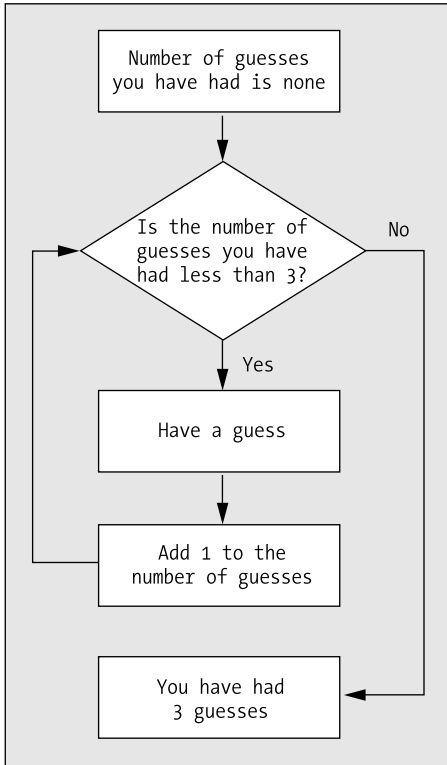 Number of guesses
you have had is none
Is the number of
guesses you have
had less than 3?
No
Yes
Have a guess
Add 1 to the
number of guesses
You have had
3 guesses